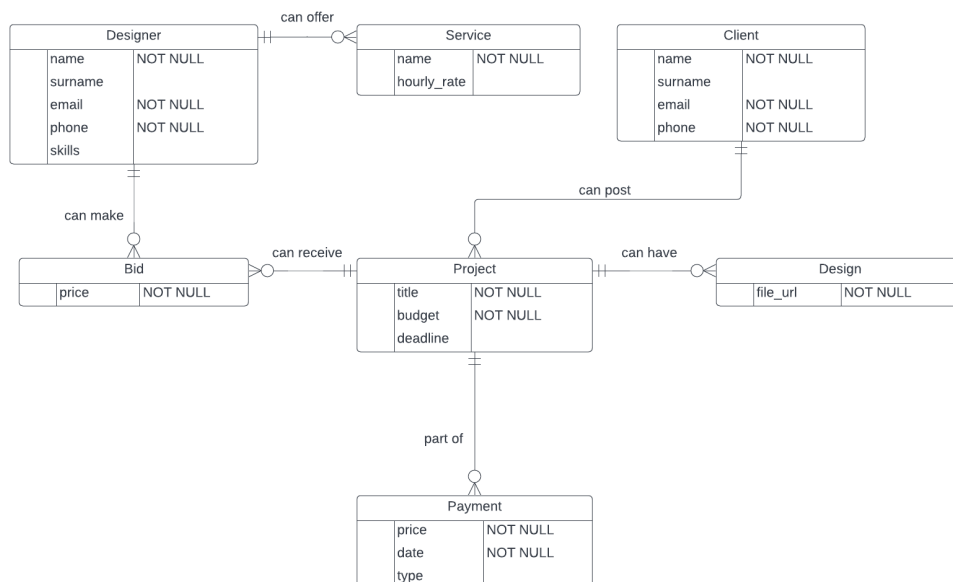 can offer
Designer
name NOT NULL
surname
email NOT NULL
phone NOT NULL
skills
Service
name NOT NULL
hourly_rate
Client
name NOT NULL
surname
email NOT NULL
phone NOT NULL
can post
can make
can receive
can have
Bid
price NOT NULL
Project
title NOT NULL
budget NOT NULL
deadline
Design
file_url NOT NULL
part of
Payment
price NOT NULL
date NOT NULL
type